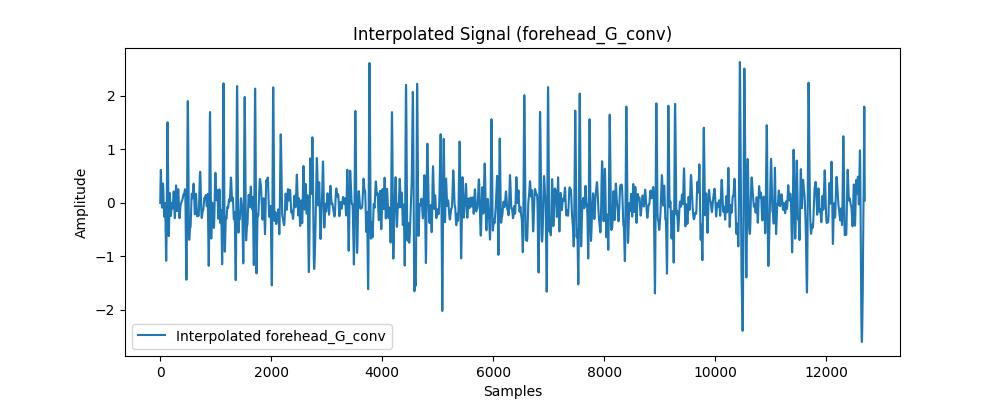 Interpolated Signal (forehead_G_conv)
Amplitude
2
1
0
−1
−2
Interpolated forehead_G_conv
0 2000 4000 6000 8000 10000 12000
Samples